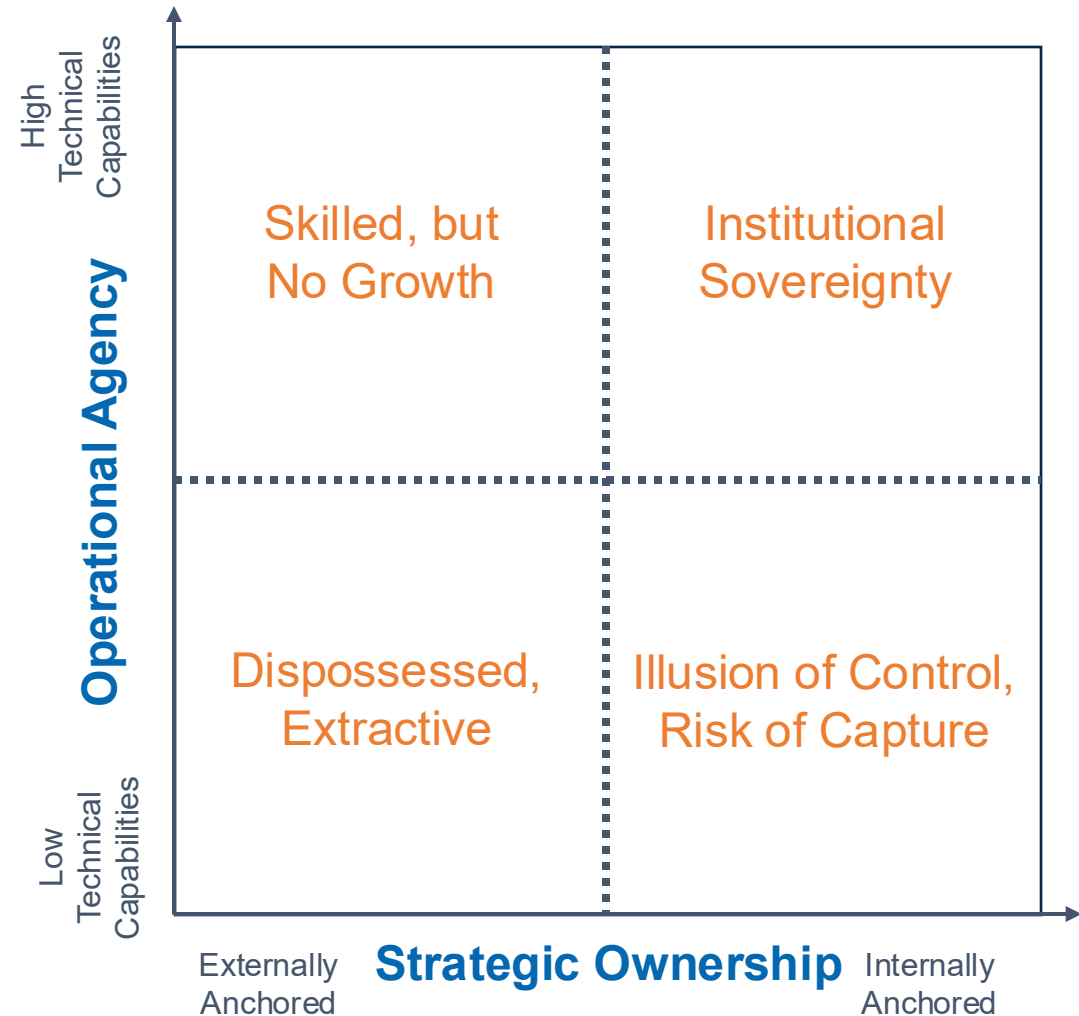 High
Technical
Capabilities
Operational Agency
Low
Technical
Capabilities
Skilled, but
No Growth
Institutional
Sovereignty
Dispossessed,
Extractive
Illusion of Control,
Risk of Capture
Externally
Anchored
Strategic Ownership
Internally
Anchored